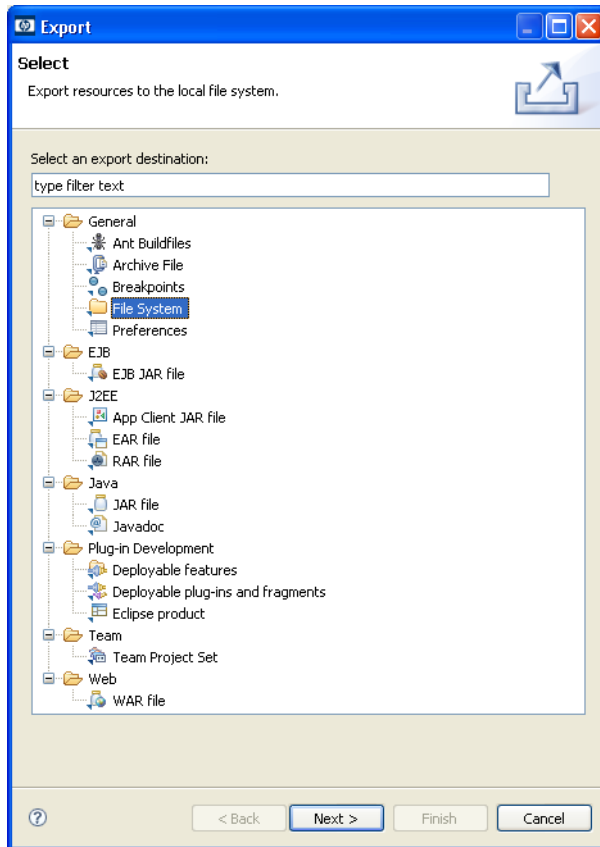 Export
Select
Export resources to the local file system.
Select an export destination:
type filter text
General
Ant Buildfiles
Archive File
Breakpoints
File System
Preferences
EJB
EJB JAR file
J2EE
App Client JAR file
EAR file
RAR file
Java
JAR file
Javadoc
Plug-in Development
Deployable features
Deployable plug-ins and fragments
Eclipse product
Team
Team Project Set
Web
WAR file
? < Back Next > Finish Cancel